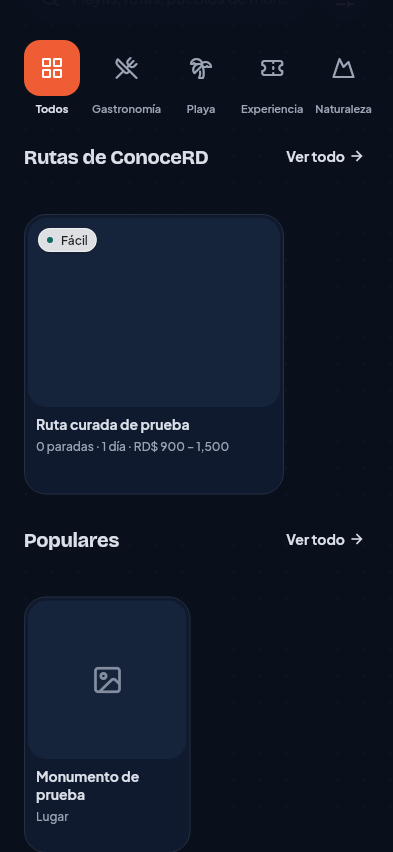 Todos
Gastronomía
Playa
Experiencia
Naturaleza
Rutas de ConoceRD
Ver todo →
Fácil
Ruta curada de prueba
0 paradas · 1 día · RD$ 900 – 1,500
Populares
Ver todo →
Monumento de
prueba
Lugar